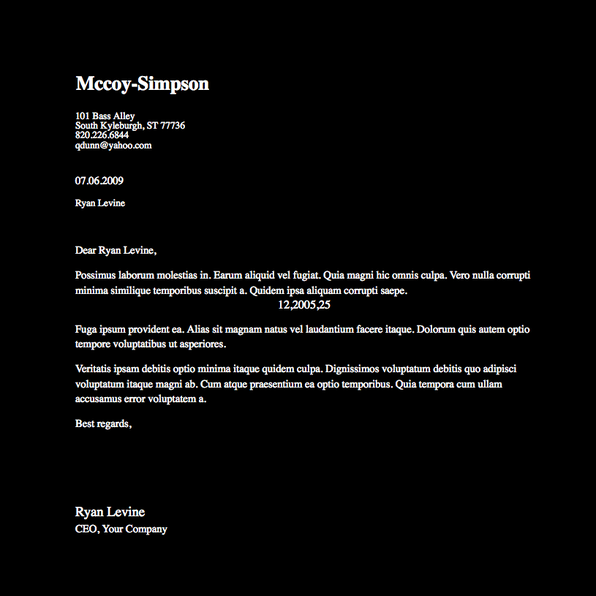 Mccoy-Simpson
101 Bass Alley
South Kyleburgh, ST 77736
820.226.6844
qdunn@yahoo.com
07.06.2009
Ryan Levine
Dear Ryan Levine,
Possimus laborum molestias in. Earum aliquid vel fugiat. Quia magni hic omnis culpa. Vero nulla corrupti
minima similique temporibus suscipit a. Quidem ipsa aliquam corrupti saepe.
12,2005,25
Fuga ipsum provident ea. Alias sit magnam natus vel laudantium facere itaque. Dolorum quis autem optio
tempore voluptatibus ut asperiores.
Veritatis ipsam debitis optio minima itaque quidem culpa. Dignissimos voluptatum debitis quo adipisci
voluptatum itaque magni ab. Cum atque praesentium ea optio temporibus. Quia tempora cum ullam
accusamus error voluptatem a.
Best regards,
Ryan Levine
CEO, Your Company